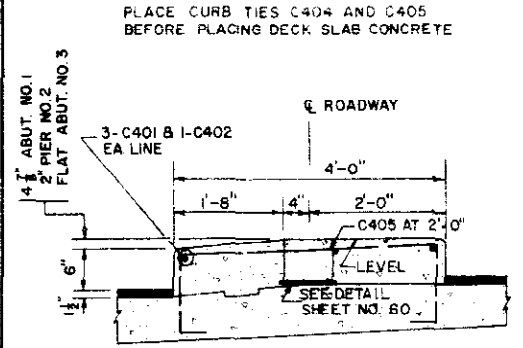 PLACE CURB TIES C404 AND C405
BEFORE PLACING DECK SLAB CONCRETE
4 7/8" ABUT. NO.1
2" PIER NO.2
FLAT ABUT. NO.3
℄ ROADWAY
3-C401 & 1-C402
EA. LINE
4'-0"
1'-8"
4"
2'-0"
C405 AT 2'-0"
6"
LEVEL
1 1/2"
SEE DETAIL
SHEET NO. 60